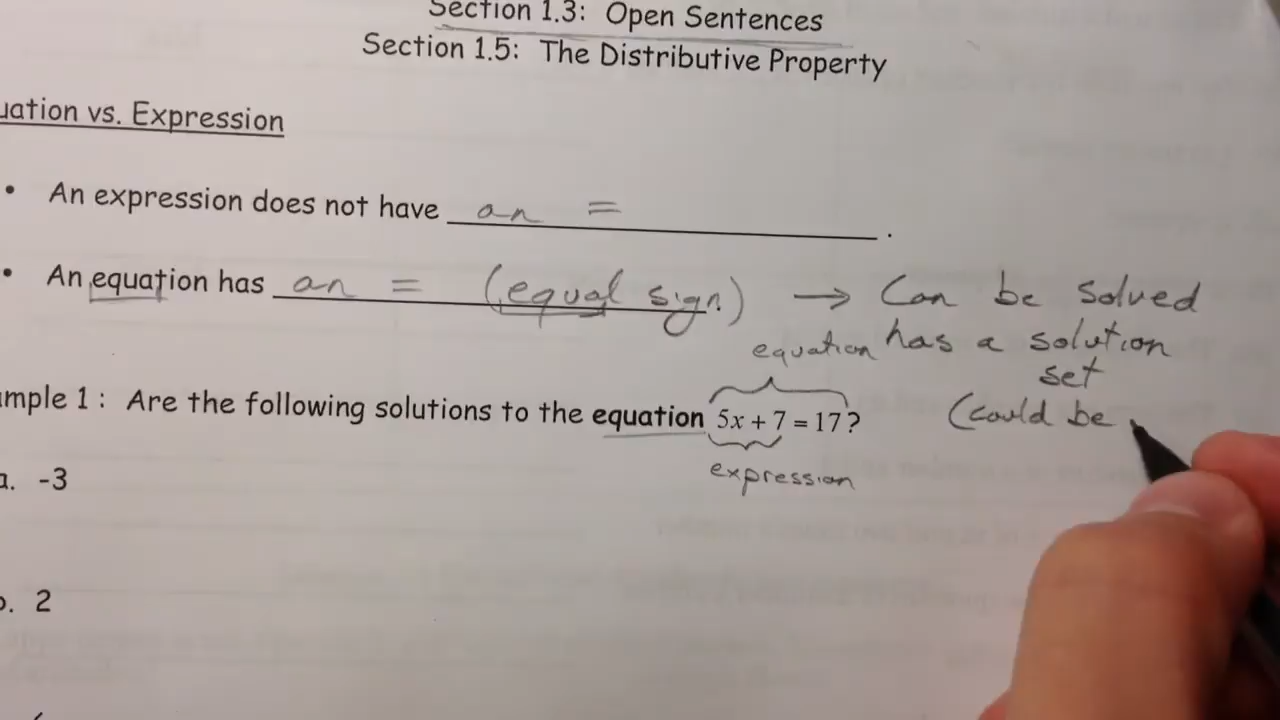 Section 1.3: Open Sentences
Section 1.5: The Distributive Property
uation vs. Expression
• An expression does not have an = .
• An equation has an = (equal sign) → Can be solved
equation has a solution
set
mple 1 : Are the following solutions to the equation 5x + 7 = 17? (could be
expression
a. -3
b. 2